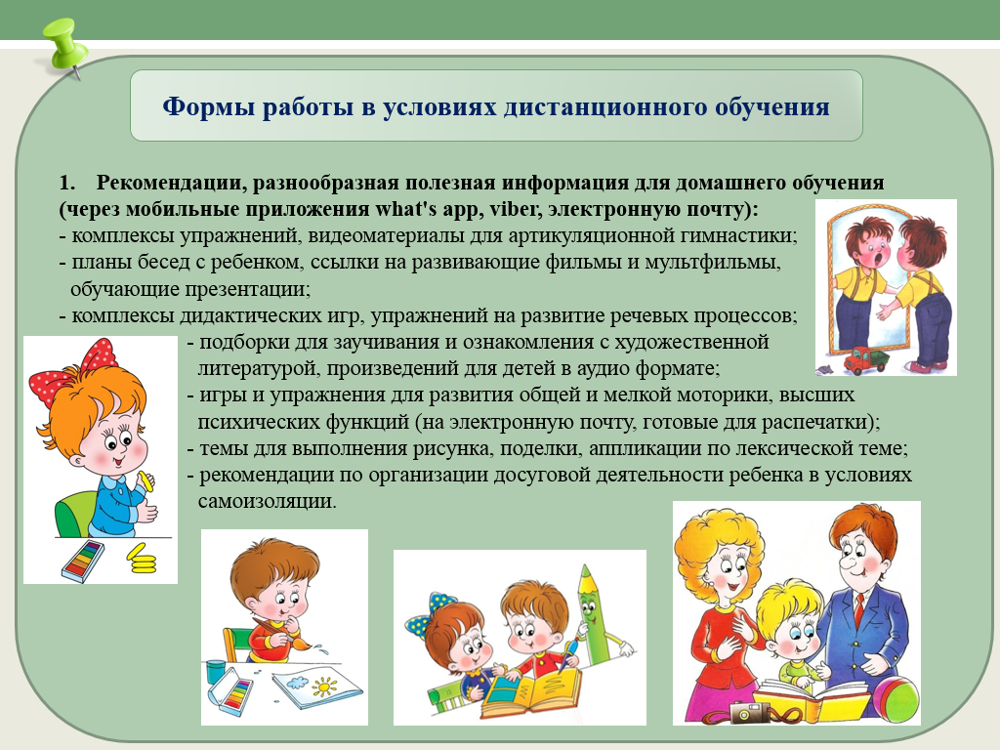 Формы работы в условиях дистанционного обучения
1. Рекомендации, разнообразная полезная информация для домашнего обучения
(через мобильные приложения what's app, viber, электронную почту):
- комплексы упражнений, видеоматериалы для артикуляционной гимнастики;
- планы бесед с ребенком, ссылки на развивающие фильмы и мультфильмы,
обучающие презентации;
- комплексы дидактических игр, упражнений на развитие речевых процессов;
- подборки для заучивания и ознакомления с художественной
литературой, произведений для детей в аудио формате;
- игры и упражнения для развития общей и мелкой моторики, высших
психических функций (на электронную почту, готовые для распечатки);
- темы для выполнения рисунка, поделки, аппликации по лексической теме;
- рекомендации по организации досуговой деятельности ребенка в условиях
самоизоляции.